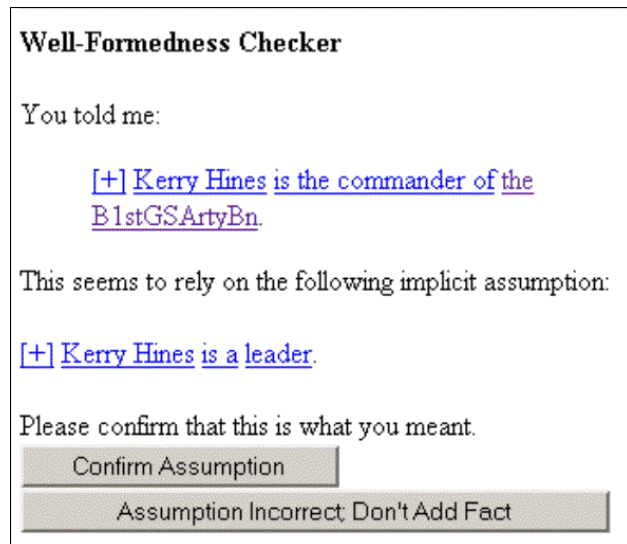 Well-Formedness Checker
You told me:
[+] Kerry Hines is the commander of the
B1stGSArtyBn.
This seems to rely on the following implicit assumption:
[+] Kerry Hines is a leader.
Please confirm that this is what you meant.
Confirm Assumption
Assumption Incorrect; Don't Add Fact